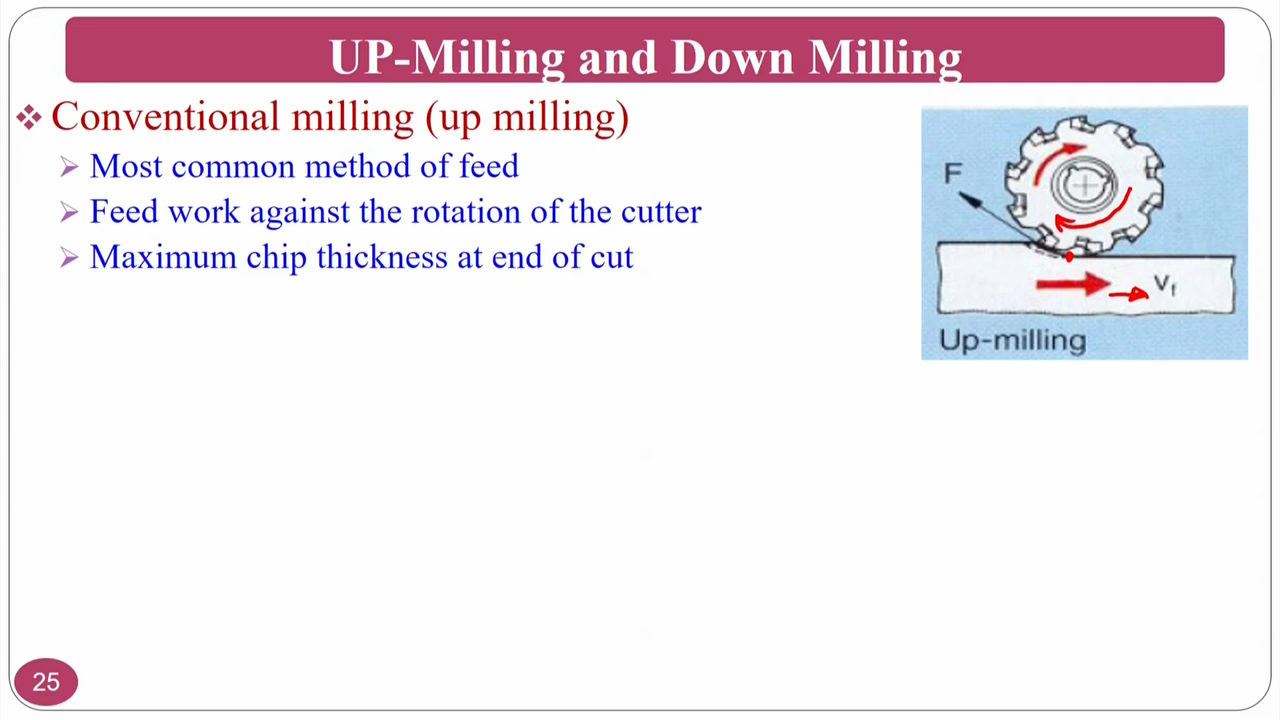 UP-Milling and Down Milling
Conventional milling (up milling)
Most common method of feed
Feed work against the rotation of the cutter
Maximum chip thickness at end of cut
F
Vf
Up-milling
25